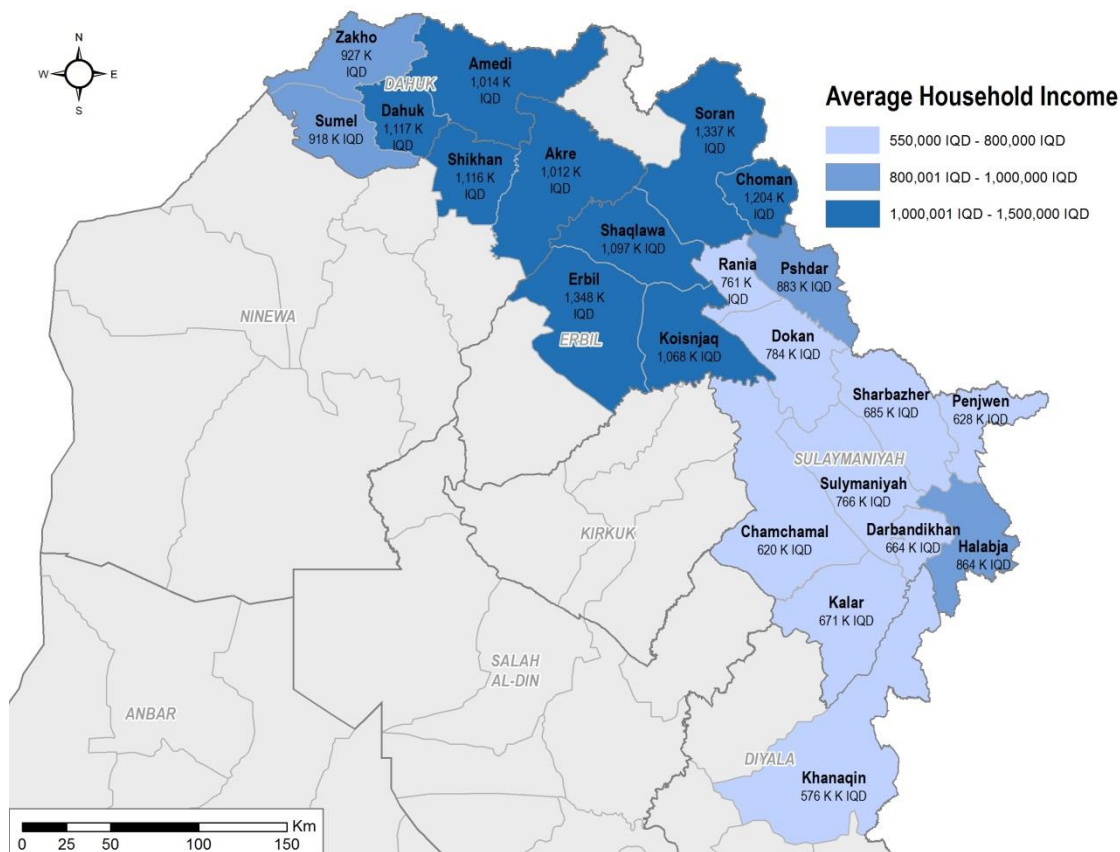 N
W E
S
Average Household Income
550,000 IQD - 800,000 IQD
800,001 IQD - 1,000,000 IQD
1,000,001 IQD - 1,500,000 IQD
Zakho
927 K
IQD
DAHUK
Amedi
1,014 K
IQD
Sumel
918 K IQD
Dahuk
1,117 K
IQD
Shikhan
1,116 K
IQD
Akre
1,012 K
IQD
Soran
1,337 K
IQD
Choman
1,204 K
IQD
Shaqlawa
1,097 K IQD
Rania
761 K
IQD
Pshdar
883 K IQD
Erbil
1,348 K
IQD
ERBIL
Koisnjaq
1,068 K IQD
Dokan
784 K IQD
NINEWA
Sharbazher
685 K IQD
Penjwen
628 K IQD
SULAYMANIYAH
Sulymaniyah
766 K IQD
KIRKUK
Chamchamal
620 K IQD
Darbandikhan
664 K IQD
Halabja
864 K IQD
Kalar
671 K IQD
SALAH
AL-DIN
ANBAR
DIYALA
Khanaqin
576 K K IQD
Km
0 25 50 100 150